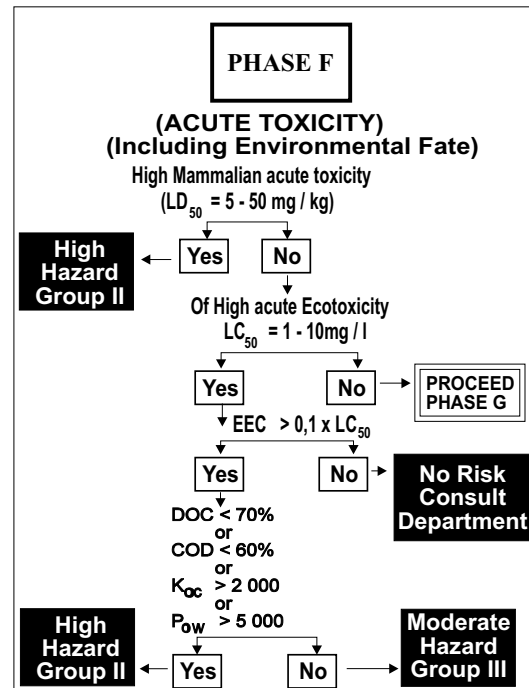 PHASE F
(ACUTE TOXICITY)
(Including Environmental Fate)
High Mammalian acute toxicity
(LD50 = 5 - 50 mg / kg)
High
Hazard
Group II
Yes
No
Of High acute Ecotoxicity
LC50 = 1 - 10mg / l
Yes
No
PROCEED
PHASE G
EEC > 0,1 x LC50
Yes
No
No Risk
Consult
Department
DOC < 70%
or
COD < 60%
or
Koc > 2 000
or
Pow > 5 000
High
Hazard
Group II
Yes
No
Moderate
Hazard
Group III